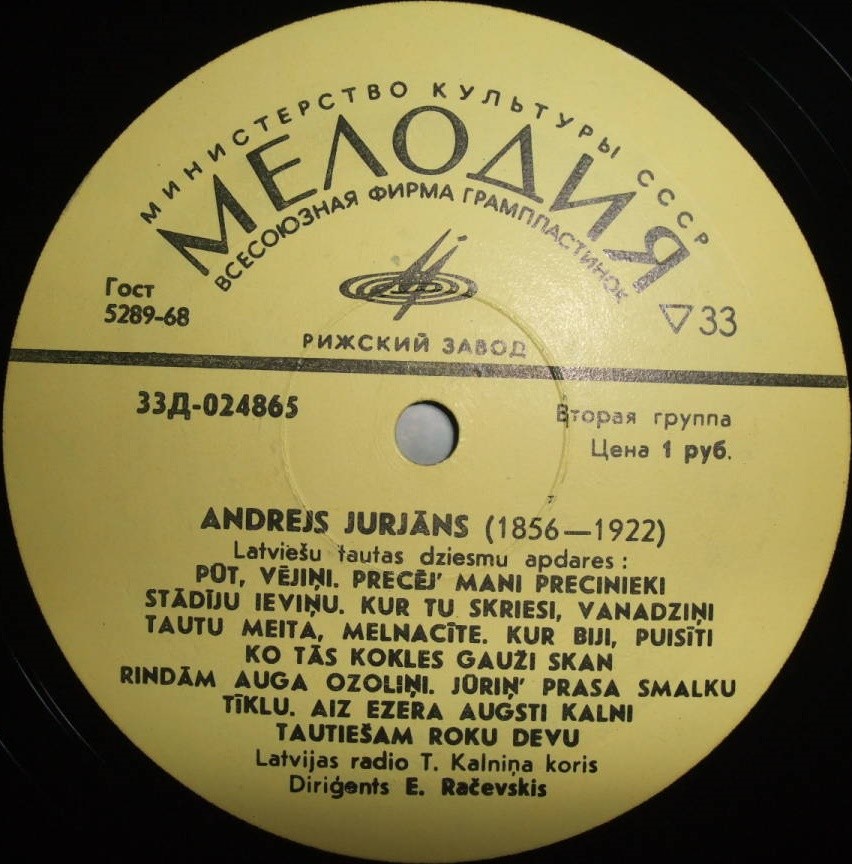 МИНИСТЕРСТВО КУЛЬТУРЫ СССР
МЕЛОДИЯ
ВСЕСОЮЗНАЯ ФИРМА ГРАМПЛАСТИНОК
Гост
5289-68
33
РИЖСКИЙ ЗАВОД
33Д-024865
Вторая группа
Цена 1 руб.
ANDREJS JURJĀNS (1856—1922)
Latviešu tautas dziesmu apdares:
PŪT, VĒJIŅI. PRECĒJ’ MANI PRECINIEKI
STĀDĪJU IEVIŅU. KUR TU SKRIESI, VANADZIŅI
TAUTU MEITA, MELNACĪTE. KUR BIJI, PUISĪTI
KO TĀS KOKLES GAUŽI SKAN
RINDĀM AUGA OZOLIŅI. JŪRIŅ’ PRASA SMALKU
TĪKLU. AIZ EZERA AUGSTI KALNI
TAUTIEŠAM ROKU DEVU
Latvijas radio T. Kalniņa koris
Diriģents E. Račevskis